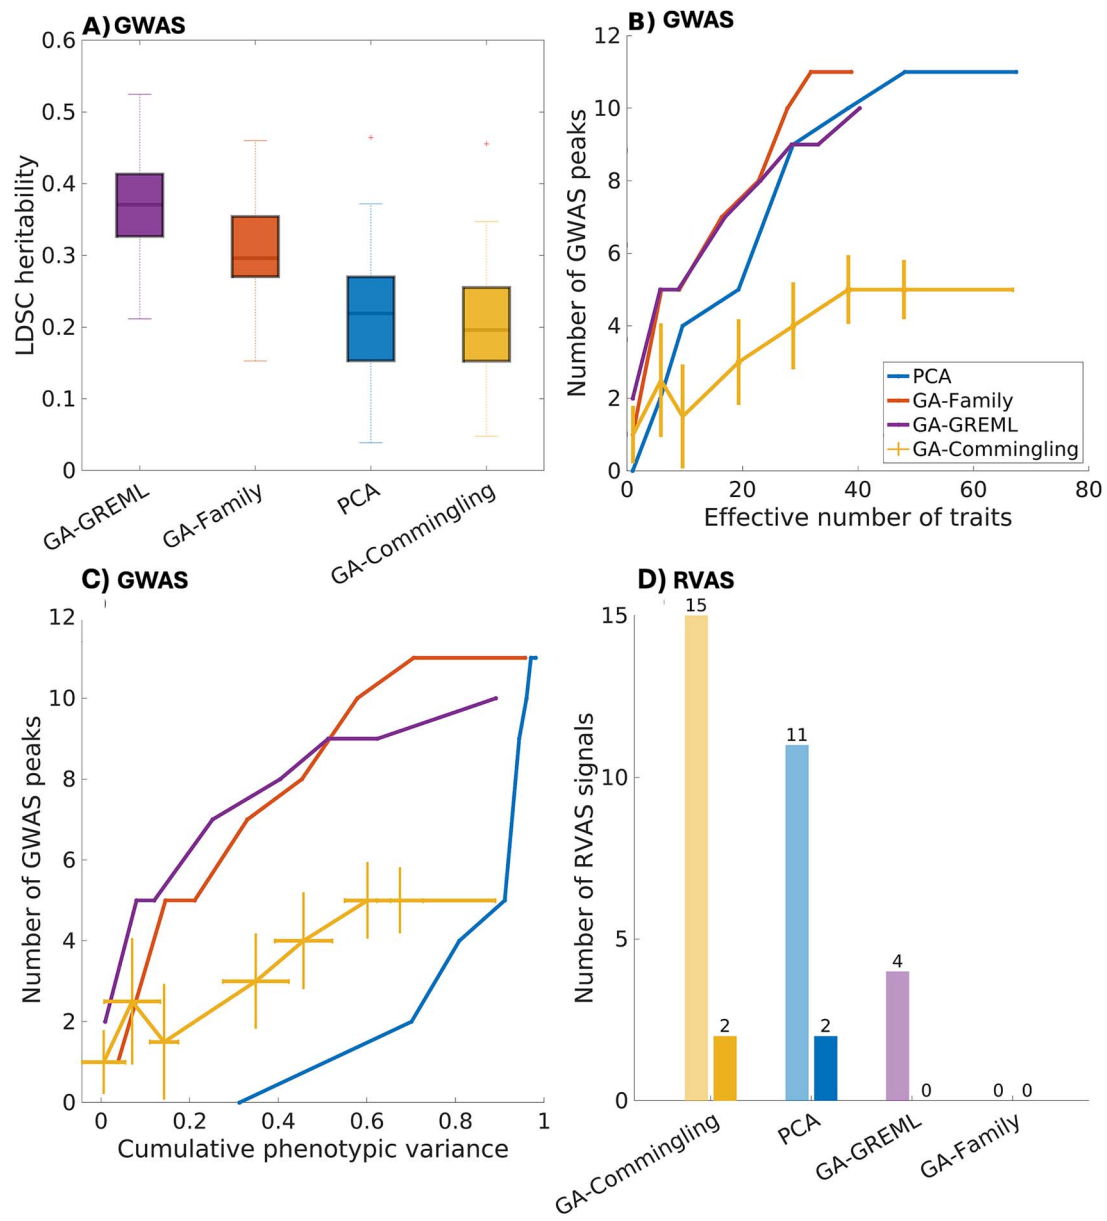 A) GWAS
LDSC heritability
0.6
0.5
0.4
0.3
0.2
0.1
0
GA-GREML
GA-Family
PCA
GA-Commingling
B) GWAS
Number of GWAS peaks
12
10
8
6
4
2
0
0 20 40 60 80
Effective number of traits
PCA
GA-Family
GA-GREML
GA-Commingling
C) GWAS
Number of GWAS peaks
12
10
8
6
4
2
0
0 0.2 0.4 0.6 0.8 1
Cumulative phenotypic variance
D) RVAS
Number of RVAS signals
15
10
5
0
15
2
11
2
4
0
0
0
GA-Commingling
PCA
GA-GREML
GA-Family